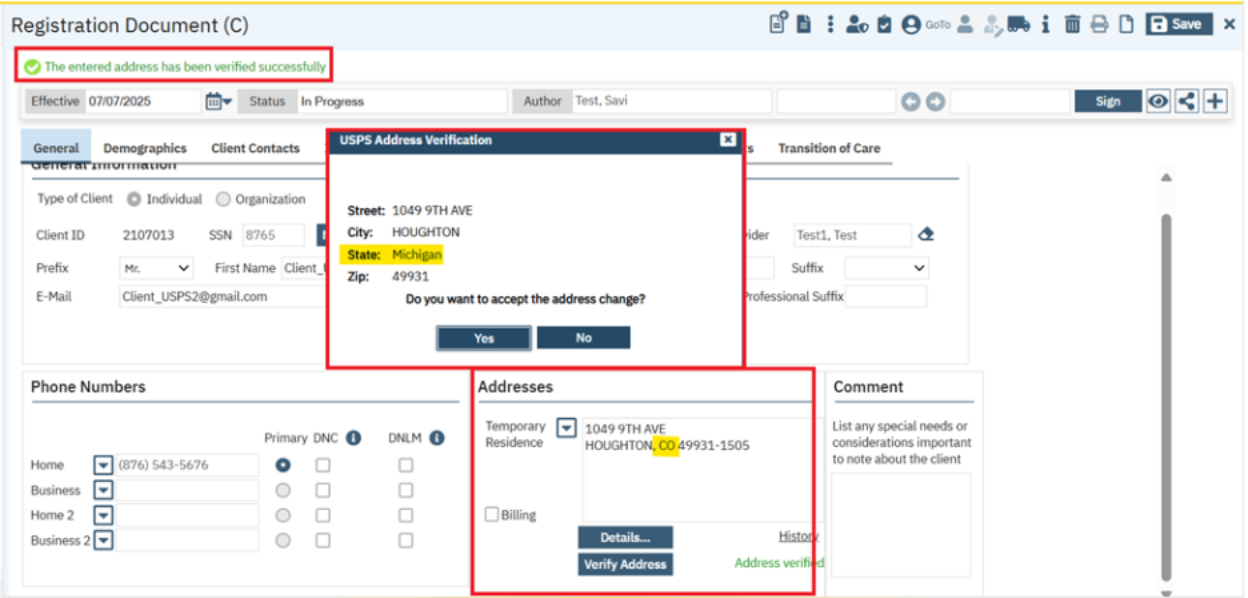 Registration Document (C)
GoTo
Save
The entered address has been verified successfully
Effective 07/07/2025 Status In Progress Author Test, Savi Sign
General Demographics Client Contacts Transition of Care
General Information
USPS Address Verification
Street: 1049 9TH AVE
City: HOUGHTON
State: Michigan
Zip: 49931
Do you want to accept the address change?
Yes No
Type of Client Individual Organization
Client ID 2107013 SSN 8765 Test1, Test
Prefix Mr. First Name Suffix
E-Mail Client_USPS2@gmail.com Professional Suffix
Phone Numbers
Primary DNC DNLM
Home (876) 543-5676
Business
Home 2
Business 2
Addresses
Temporary Residence
1049 9TH AVE
HOUGHTON, CO 49931-1505
Billing
Details...
History
Verify Address
Address verified
Comment
List any special needs or
considerations important
to note about the client